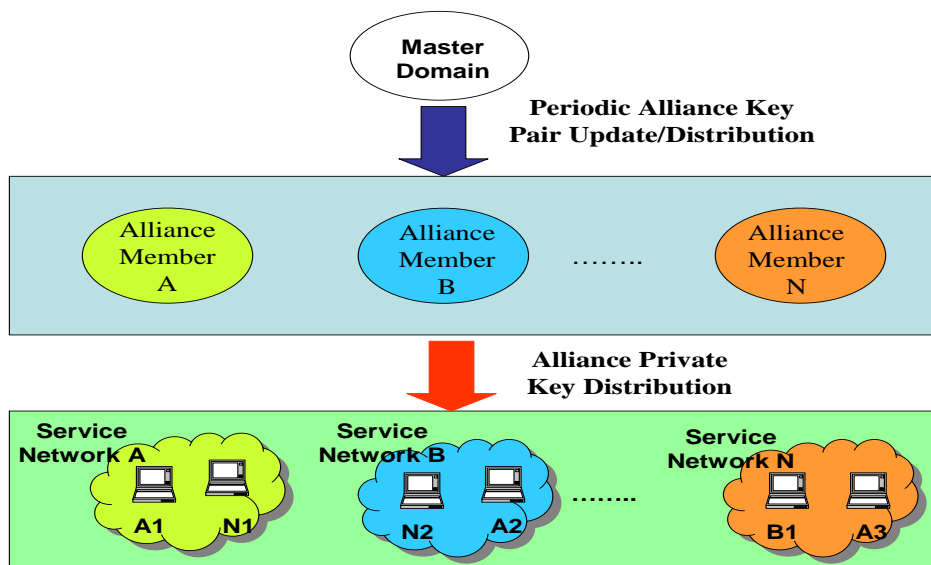 Master
Domain
Periodic Alliance Key
Pair Update/Distribution
Alliance
Member
A
Alliance
Member
B
........
Alliance
Member
N
Alliance Private
Key Distribution
Service
Network A
A1
N1
Service
Network B
N2
A2
........
Service
Network N
B1
A3